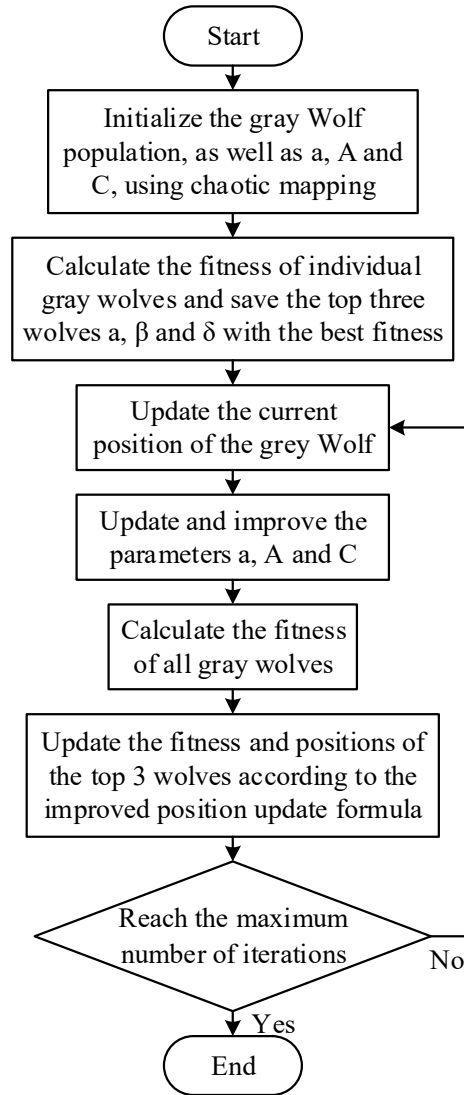 Start
Initialize the gray Wolf
population, as well as a, A and
C, using chaotic mapping
Calculate the fitness of individual
gray wolves and save the top three
wolves a, β and δ with the best fitness
Update the current
position of the grey Wolf
Update and improve the
parameters a, A and C
Calculate the fitness
of all gray wolves
Update the fitness and positions of
the top 3 wolves according to the
improved position update formula
Reach the maximum
number of iterations
No
Yes
End